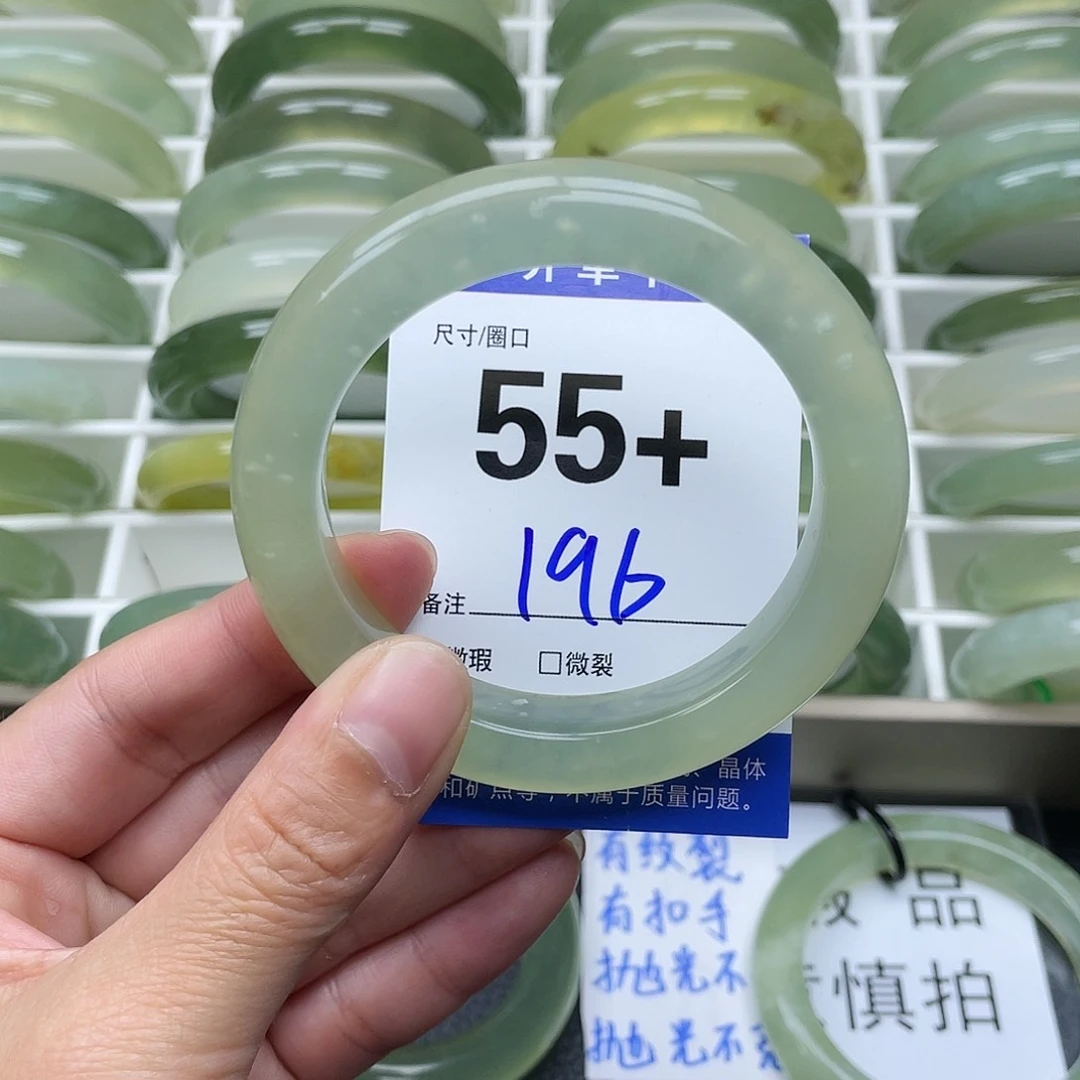 尺寸/圈口
55+
196
备注
微瑕 □微裂
晶体
和矿点等，不属于质量问题。
有纹裂
有扣手
抛光不
抛光不
品
慎拍